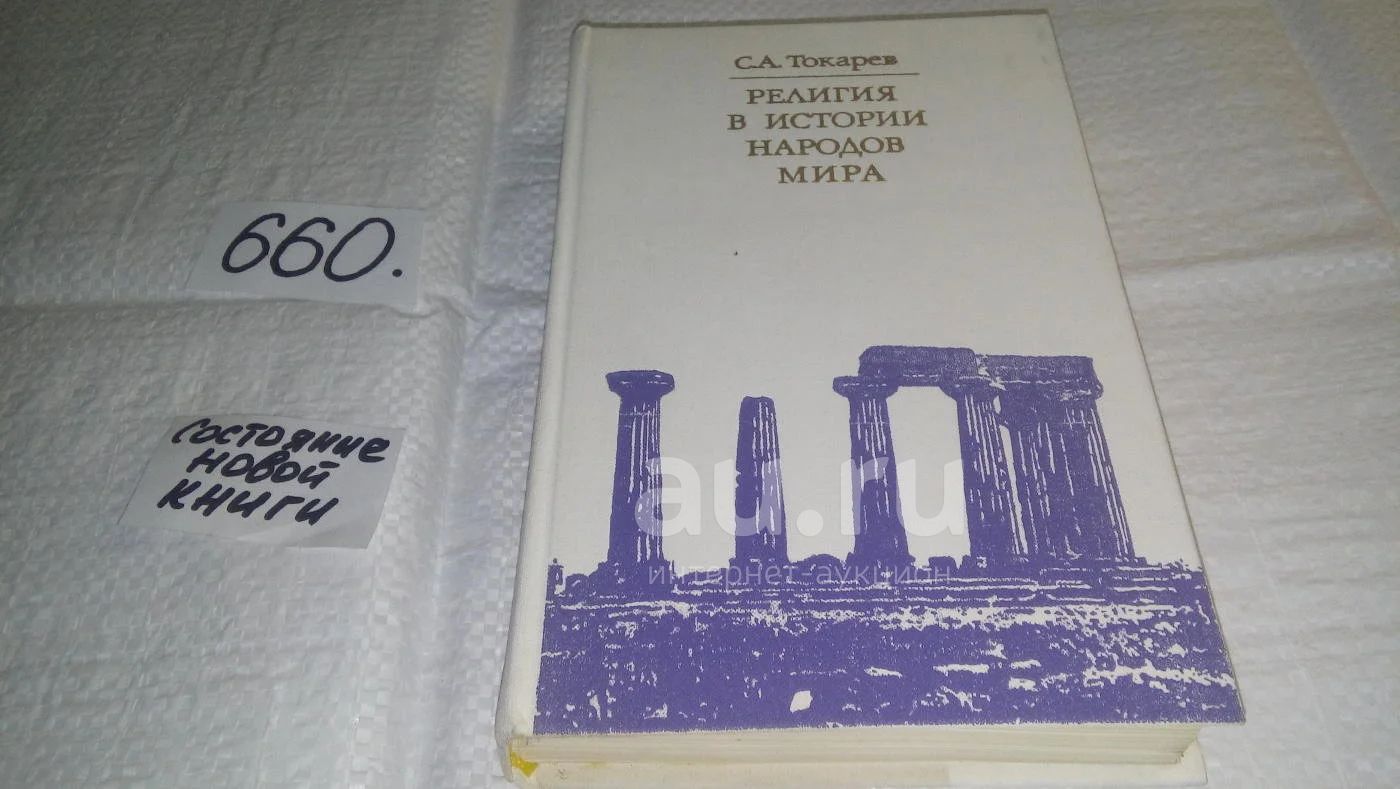 С.А. Токарев
РЕЛИГИЯ
В ИСТОРИИ
НАРОДОВ
МИРА
660.
состояние
новой
книги
au.ru
интернет-аукцион